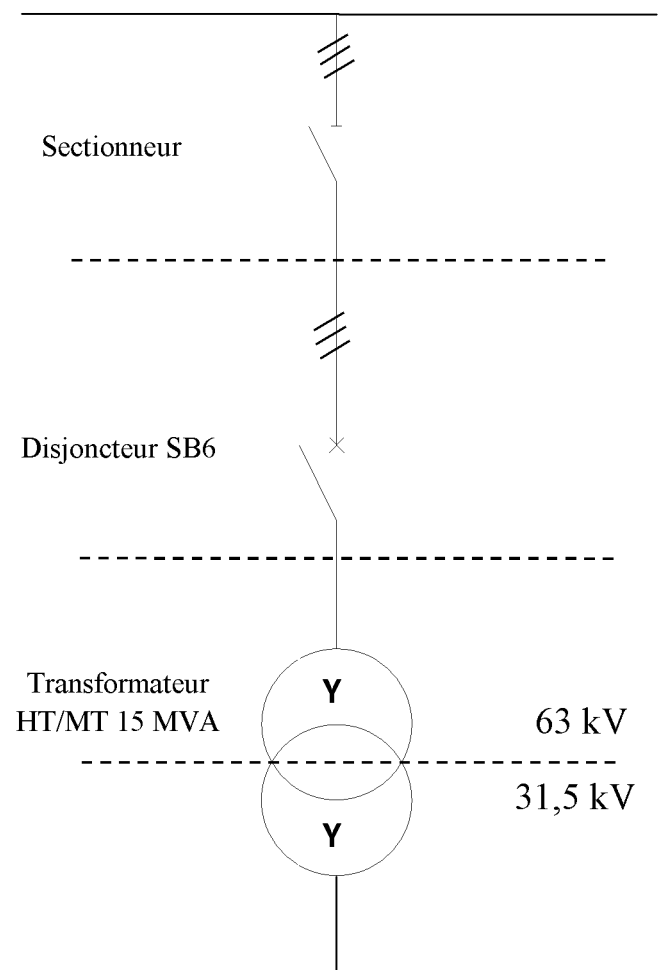 Sectionneur
Disjoncteur SB6
Transformateur
HT/MT 15 MVA
Y
63 kV
31,5 kV
Y